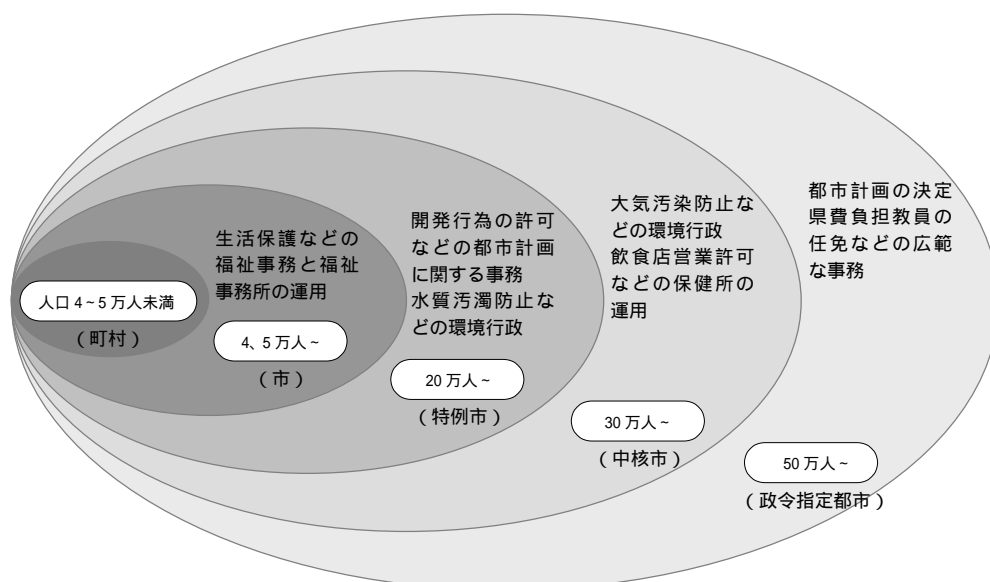 人口4~5万人未満
(町村)
生活保護などの
福祉事務と福祉
事務所の運用
4、5万人~
(市)
開発行為の許可
などの都市計画
に関する事務
水質汚濁防止な
どの環境行政
20万人~
(特例市)
大気汚染防止な
どの環境行政
飲食店営業許可
などの保健所の
運用
30万人~
(中核市)
都市計画の決定
県費負担教員の
任免などの広範
な事務
50万人~
(政令指定都市)